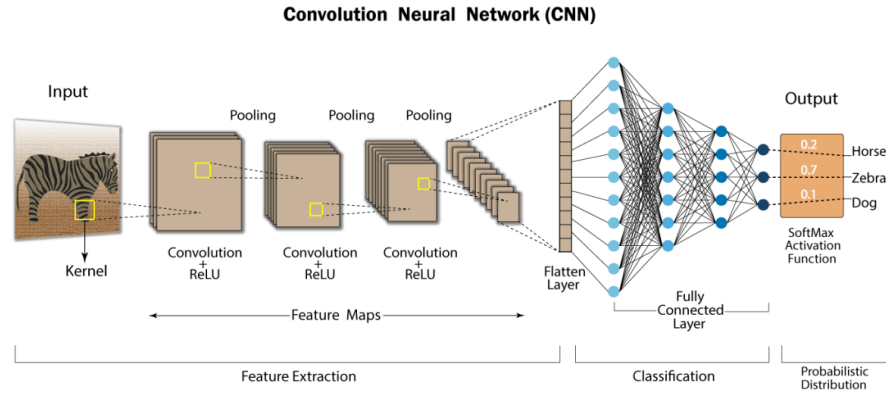 Convolution Neural Network (CNN)
Input
Output
Pooling
Pooling
Pooling
0.2
Horse
0.7
Zebra
0.1
Dog
Kernel
Convolution
+
ReLU
Convolution
+
ReLU
Convolution
+
ReLU
Flatten
Layer
SoftMax
Activation
Function
Feature Maps
Fully
Connected
Layer
Feature Extraction
Classification
Probabilistic
Distribution